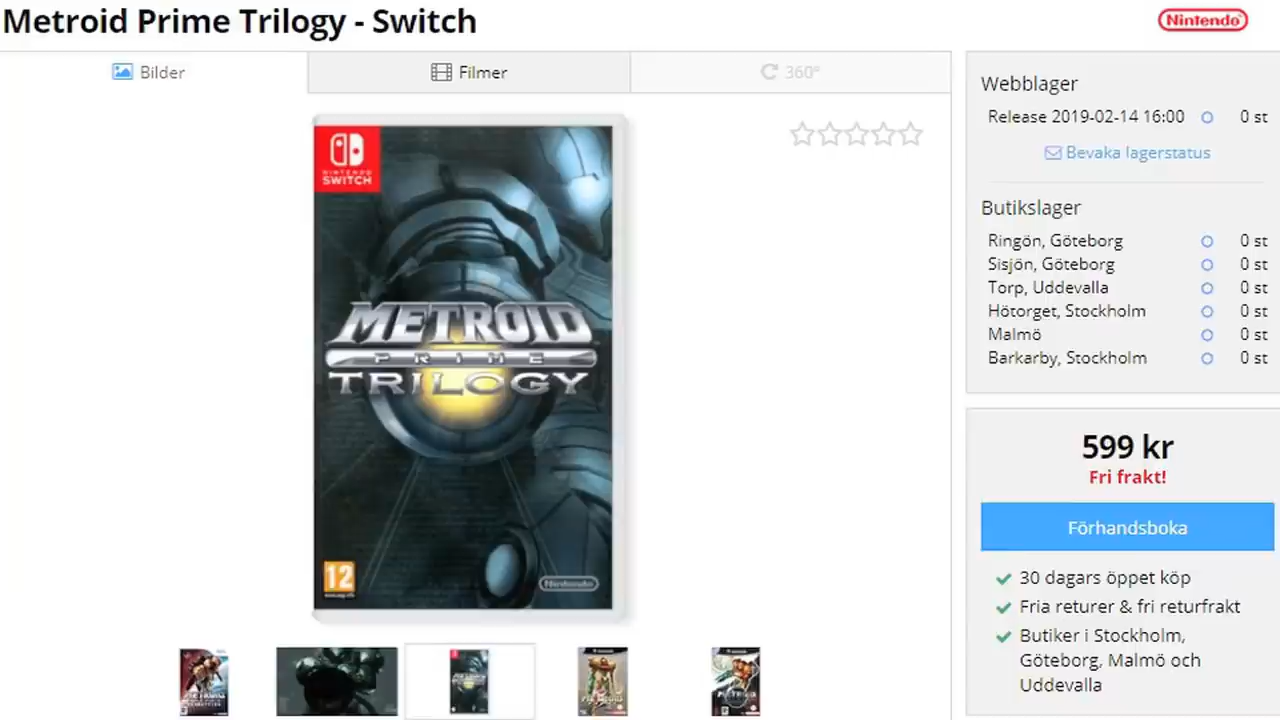 Metroid Prime Trilogy - Switch
Nintendo
Bilder
Filmer
360°
NINTENDO
SWITCH
METROID
PRIME
TRILOGY
12
Nintendo
Webblager
Release 2019-02-14 16:00 0 st
Bevaka lagerstatus
Butikslager
Ringön, Göteborg 0 st
Sisjön, Göteborg 0 st
Torp, Uddevalla 0 st
Hötorget, Stockholm 0 st
Malmö 0 st
Barkarby, Stockholm 0 st
599 kr
Fri frakt!
Förhandsboka
30 dagars öppet köp
Fria returer & fri returfrakt
Butiker i Stockholm,
Göteborg, Malmö och
Uddevalla